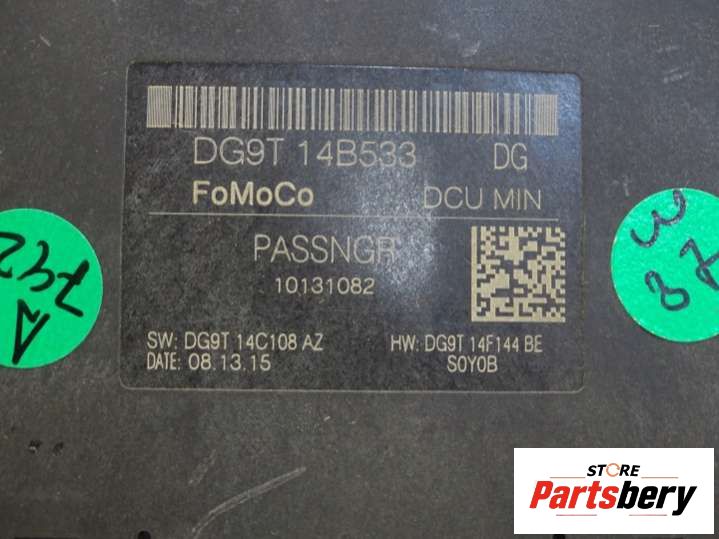 DG9T 14B533 DG
FoMoCo DCU MIN
PASSNGR
10131082
SW: DG9T 14C108 AZ HW: DG9T 14F144 BE
DATE: 08.13.15 S0Y0B
A
742
STORE
Partsbery